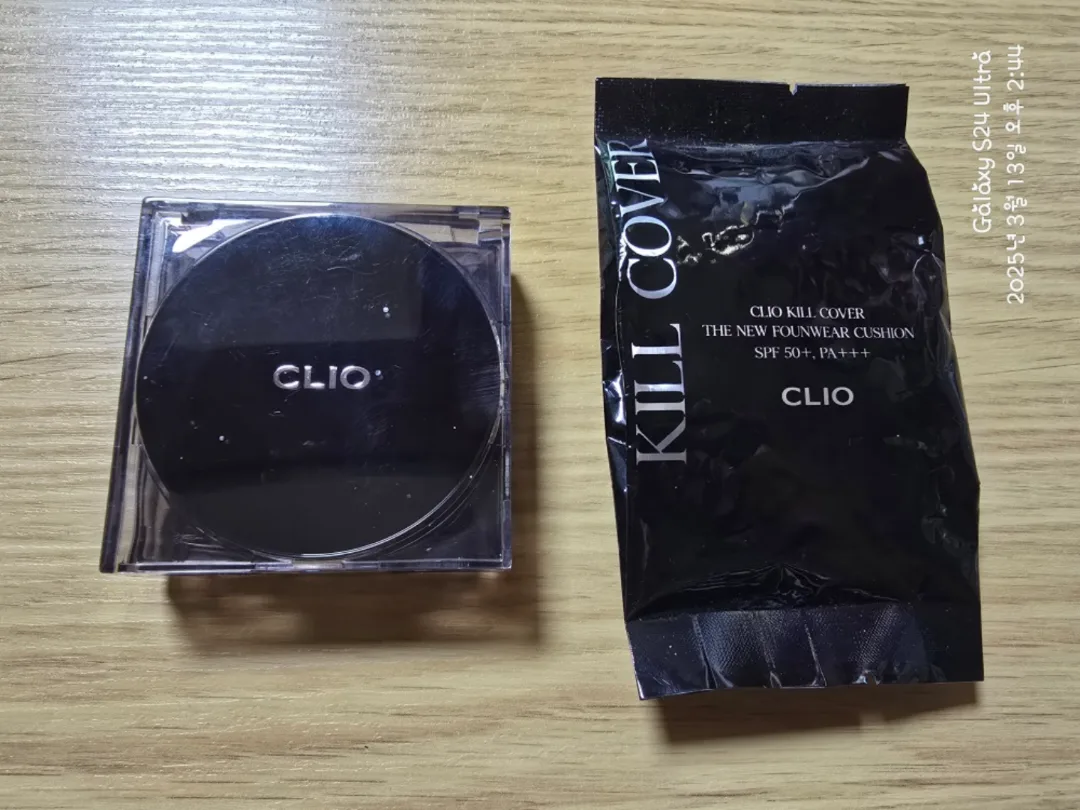 CLIO
KILL COVER
CLIO KILL COVER
THE NEW FOUNWEAR CUSHION
SPF 50+, PA+++
CLIO
Galaxy S24 Ultra
2025년 3월 13일 오후 2:44